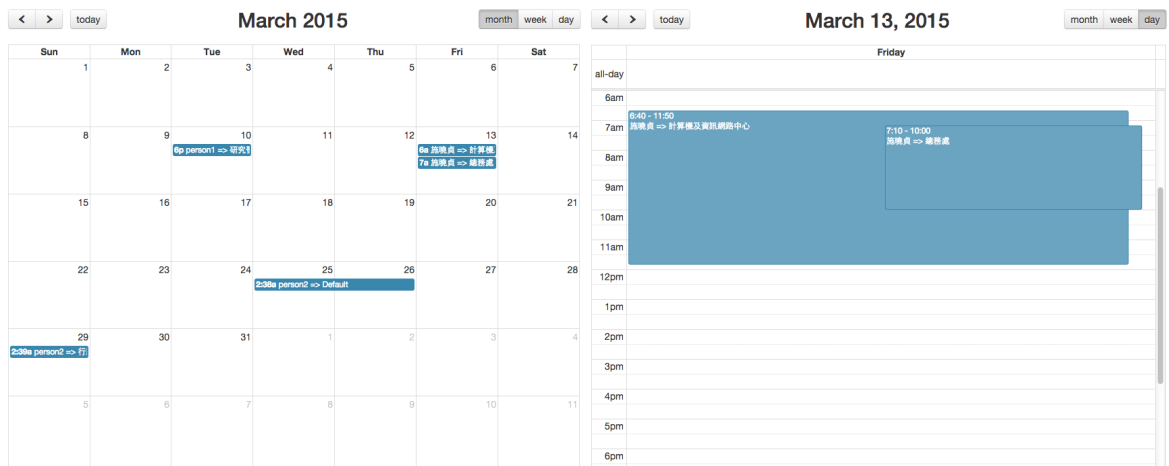 today
March 2015
month week day
Sun Mon Tue Wed Thu Fri Sat
1 2 3 4 5 6 7
8 9 10 11 12 13 14
6p person1 => 研究
6a 施曉貞 => 計算機
7a 施曉貞 => 總務處
15 16 17 18 19 20 21
22 23 24 25 26 27 28
2:38a person2 => Default
29 30 31 1 2 3 4
2:39a person2 => 行
5 6 7 8 9 10 11
today
March 13, 2015
month week day
Friday
all-day
6am
6:40 - 11:50
施曉貞 => 計算機及資訊網路中心
7am
7:10 - 10:00
施曉貞 => 總務處
8am
9am
10am
11am
12pm
1pm
2pm
3pm
4pm
5pm
6pm